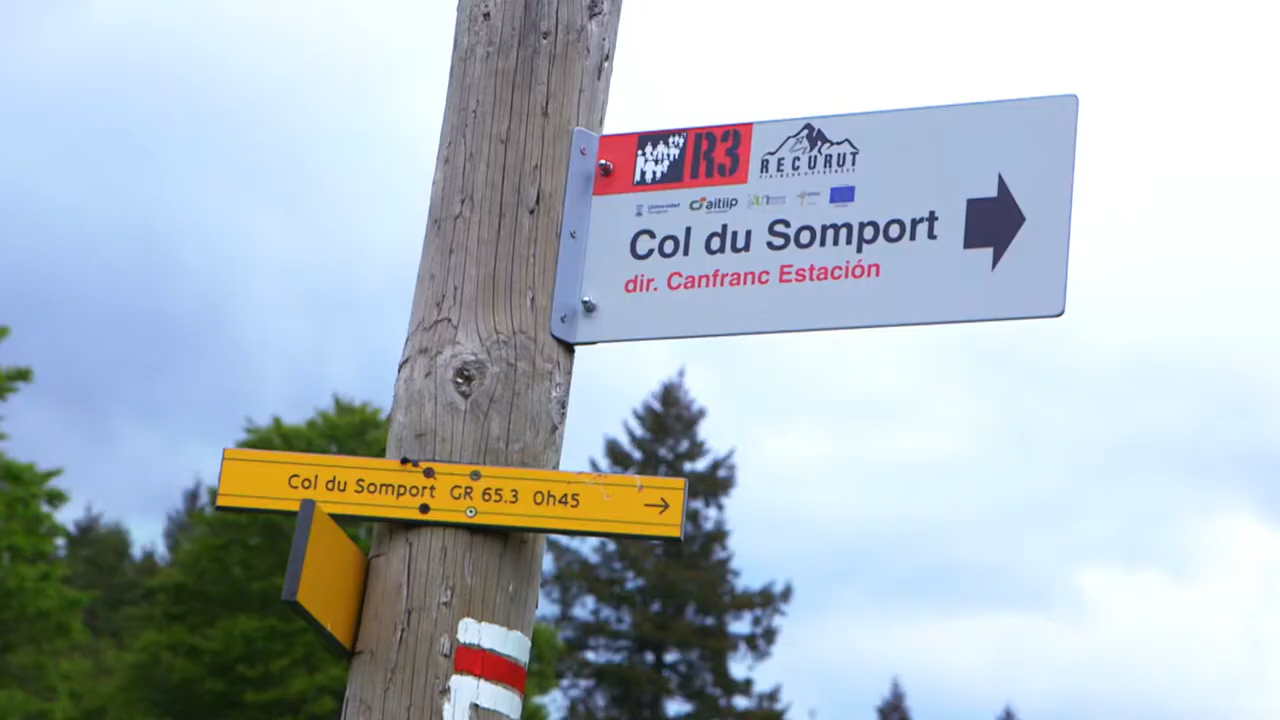 R3
RECURUT
aitiip
Col du Somport
dir. Canfranc Estación
Col du Somport GR 65.3 0h45